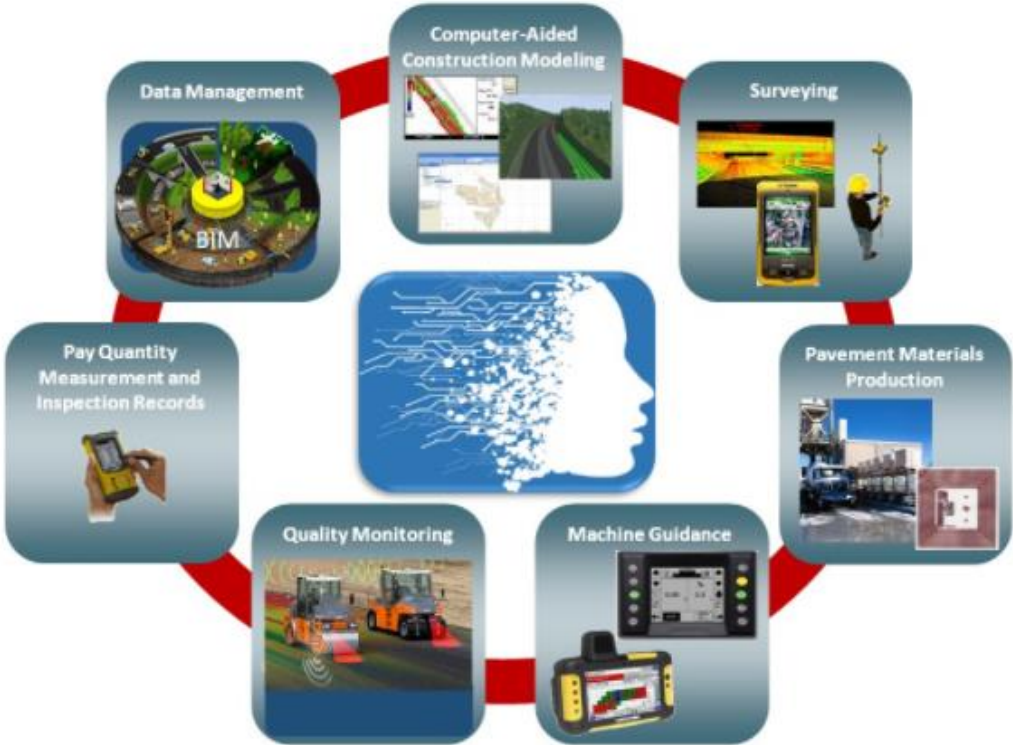 Computer-Aided
Construction Modeling
Surveying
Pavement Materials
Production
Machine Guidance
Quality Monitoring
Pay Quantity
Measurement and
Inspection Records
Data Management
BIM